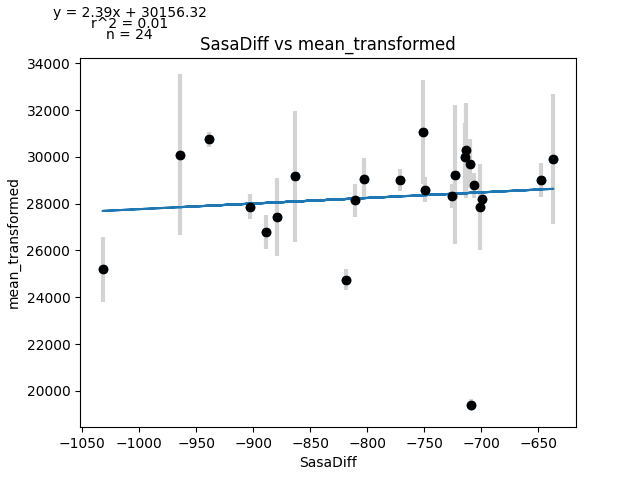 y = 2.39x + 30156.32
r^2 = 0.01
n = 24
SasaDiff vs mean_transformed
34000
32000
30000
28000
26000
24000
22000
20000
mean_transformed
−1050 −1000 −950 −900 −850 −800 −750 −700 −650
SasaDiff